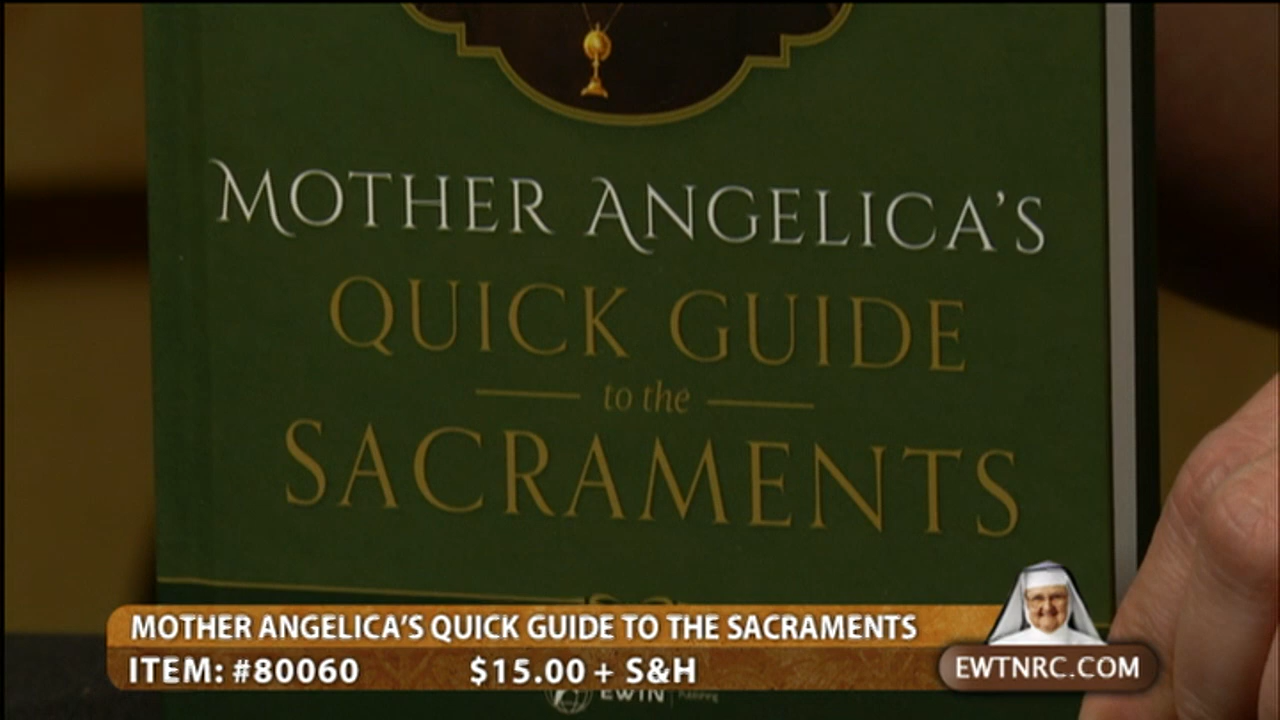 MOTHER ANGELICA'S
QUICK GUIDE
to the
SACRAMENTS
MOTHER ANGELICA'S QUICK GUIDE TO THE SACRAMENTS
ITEM: #80060 $15.00 + S&H
EWTNRC.COM
EWTN